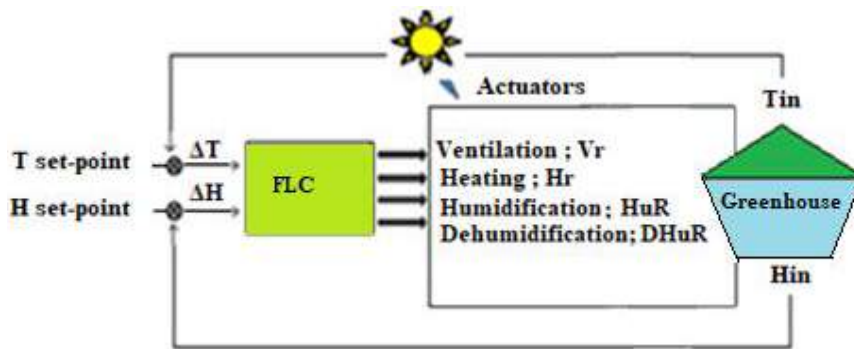 Actuators
Tin
T set-point
ΔT
FLC
Ventilation ; Vr
Heating ; Hr
H set-point
ΔH
Humidification ; HuR
Dehumidification; DHuR
Greenhouse
Hin